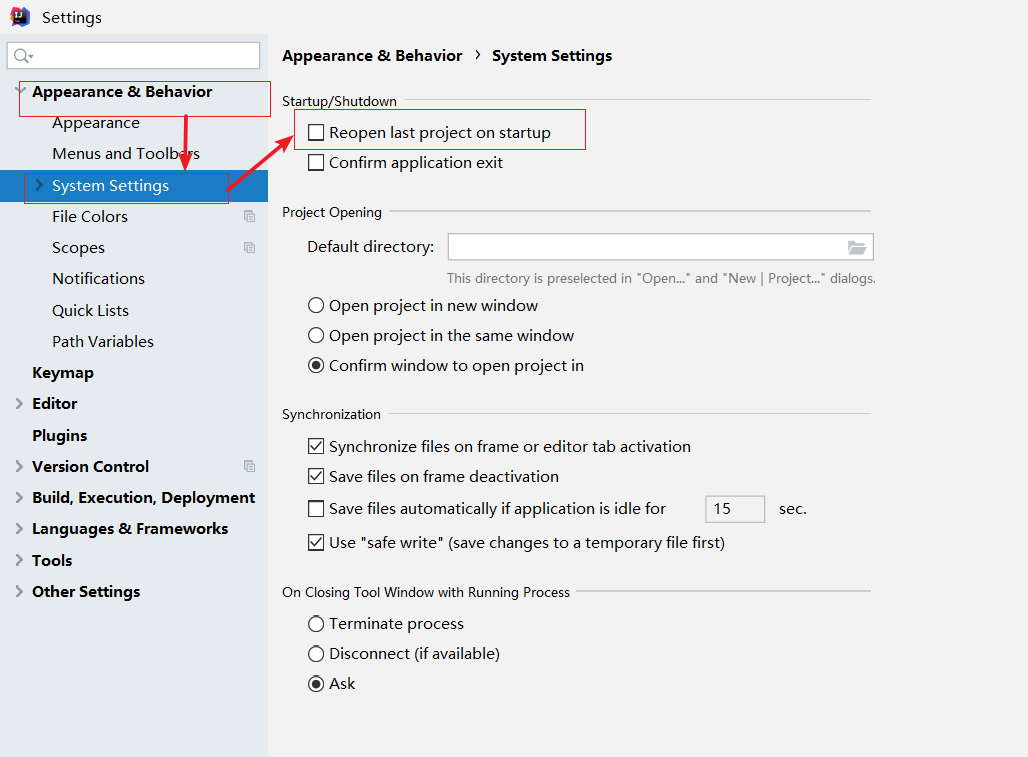 Settings
Appearance & Behavior
Appearance
Menus and Toolbars
System Settings
File Colors
Scopes
Notifications
Quick Lists
Path Variables
Keymap
Editor
Plugins
Version Control
Build, Execution, Deployment
Languages & Frameworks
Tools
Other Settings
Appearance & Behavior › System Settings
Startup/Shutdown
Reopen last project on startup
Confirm application exit
Project Opening
Default directory:
This directory is preselected in "Open..." and "New | Project..." dialogs.
Open project in new window
Open project in the same window
Confirm window to open project in
Synchronization
Synchronize files on frame or editor tab activation
Save files on frame deactivation
Save files automatically if application is idle for 15 sec.
Use "safe write" (save changes to a temporary file first)
On Closing Tool Window with Running Process
Terminate process
Disconnect (if available)
Ask